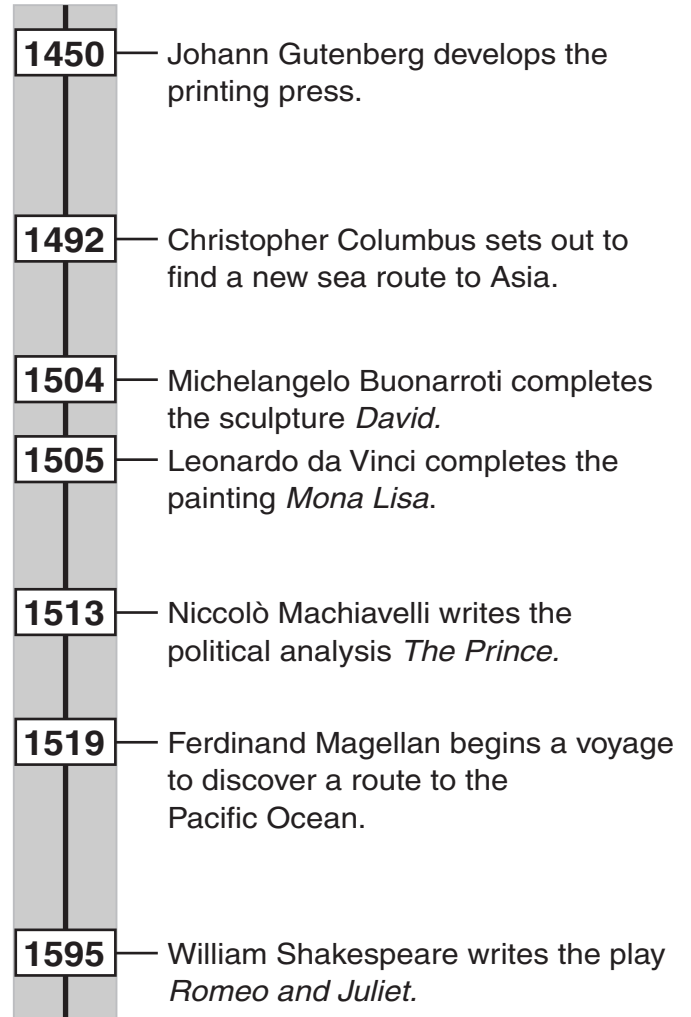 1450 Johann Gutenberg develops the
printing press.
1492 Christopher Columbus sets out to
find a new sea route to Asia.
1504 Michelangelo Buonarroti completes
the sculpture David.
1505 Leonardo da Vinci completes the
painting Mona Lisa.
1513 Niccolò Machiavelli writes the
political analysis The Prince.
1519 Ferdinand Magellan begins a voyage
to discover a route to the
Pacific Ocean.
1595 William Shakespeare writes the play
Romeo and Juliet.